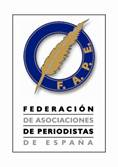 F.A.P.E.
FEDERACIÓN
DE ASOCIACIONES
DE PERIODISTAS
DE ESPAÑA